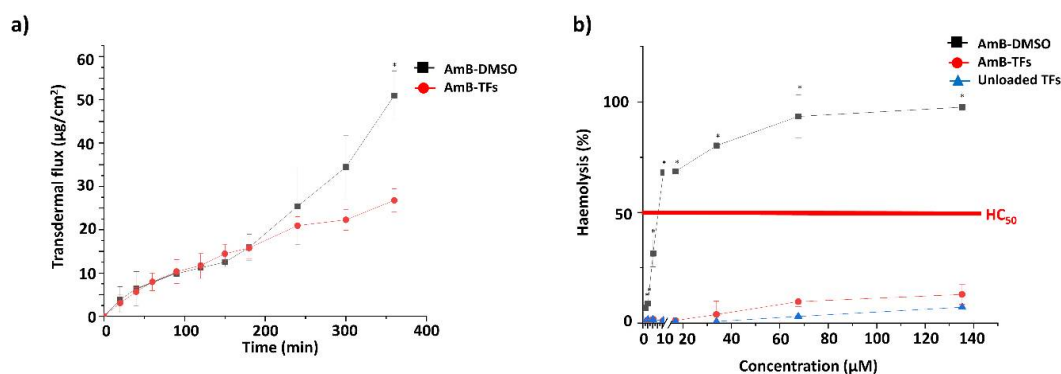 a)
AmB-DMSO
AmB-TFs
Transdermal flux (µg/cm²)
60
50
40
30
20
10
0
0
100
200
300
400
Time (min)
*
b)
AmB-DMSO
AmB-TFs
Unloaded TFs
Haemolysis (%)
100
50
0
HC50
0
10
20
40
60
80
100
120
140
Concentration (µM)
*
*
*
*
*
*